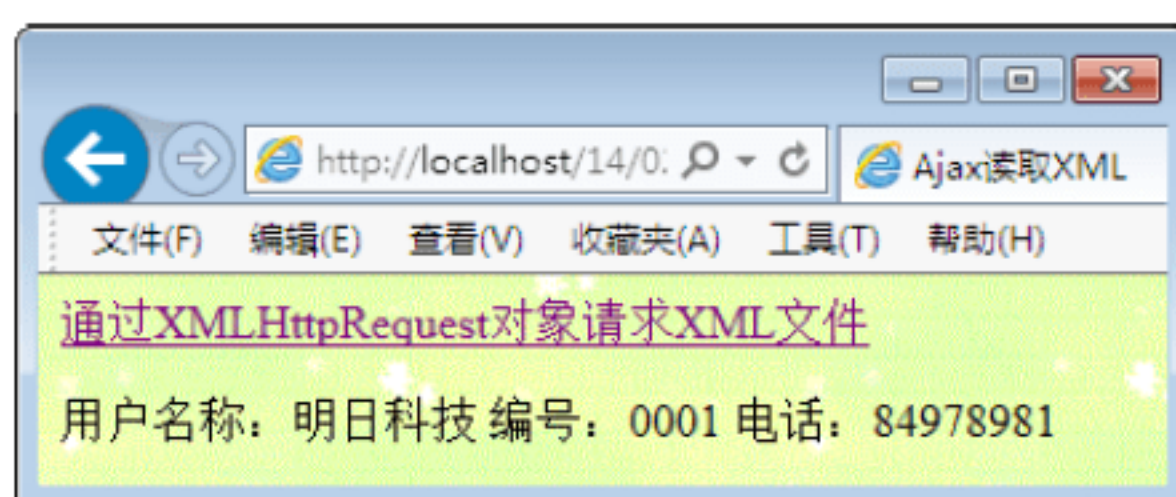 http://localhost/14/0
Ajax读取XML
文件(F) 编辑(E) 查看(V) 收藏夹(A) 工具(T) 帮助(H)
通过XMLHttpRequest对象请求XML文件
用户名称：明日科技 编号：0001 电话：84978981